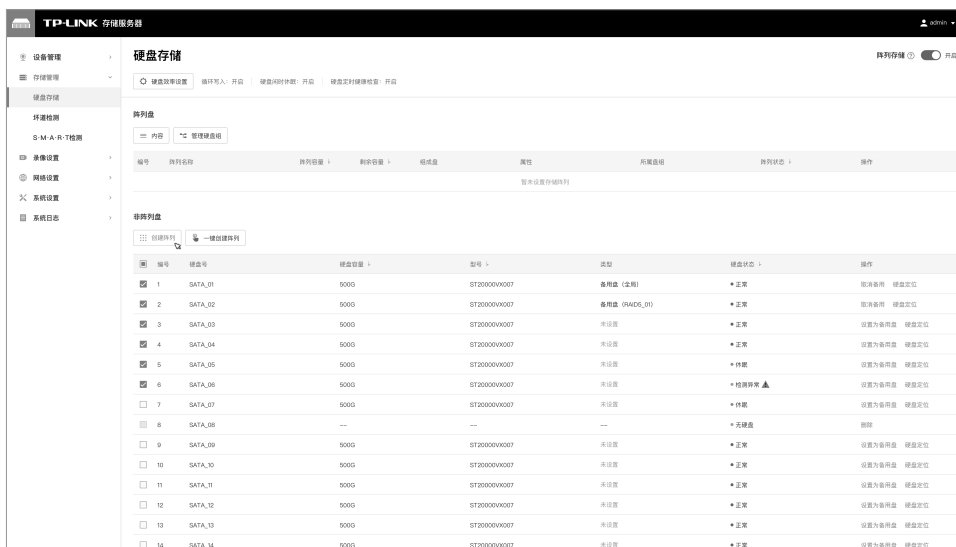 TP-LINK 存储服务器 admin
设备管理
存储管理
硬盘存储
坏道检测
S·M·A·R·T检测
录像设置
网络设置
系统设置
系统日志
硬盘存储 阵列存储 开启
硬盘效率设置 循环写入：开启 硬盘闲时休眠：开启 硬盘定时健康检查：开启
阵列盘
内容 管理硬盘组
编号 阵列名称 阵列容量 剩余容量 组成盘 属性 所属盘组 阵列状态 操作
暂未设置存储阵列
非阵列盘
创建阵列 一键创建阵列
编号 硬盘号 硬盘容量 型号 类型 硬盘状态 操作
1 SATA_01 500G ST20000VX007 备用盘（全局） 正常 取消备用 硬盘定位
2 SATA_02 500G ST20000VX007 备用盘（RAID5_01） 正常 取消备用 硬盘定位
3 SATA_03 500G ST20000VX007 未设置 正常 设置为备用盘 硬盘定位
4 SATA_04 500G ST20000VX007 未设置 正常 设置为备用盘 硬盘定位
5 SATA_05 500G ST20000VX007 未设置 休眠 设置为备用盘 硬盘定位
6 SATA_06 500G ST20000VX007 未设置 检测异常 设置为备用盘 硬盘定位
7 SATA_07 500G ST20000VX007 未设置 休眠 设置为备用盘 硬盘定位
8 SATA_08 -- -- -- 无硬盘 删除
9 SATA_09 500G ST20000VX007 未设置 正常 设置为备用盘 硬盘定位
10 SATA_10 500G ST20000VX007 未设置 正常 设置为备用盘 硬盘定位
11 SATA_11 500G ST20000VX007 未设置 正常 设置为备用盘 硬盘定位
12 SATA_12 500G ST20000VX007 未设置 正常 设置为备用盘 硬盘定位
13 SATA_13 500G ST20000VX007 未设置 正常 设置为备用盘 硬盘定位
14 SATA_14 500G ST20000VX007 未设置 正常 设置为备用盘 硬盘定位